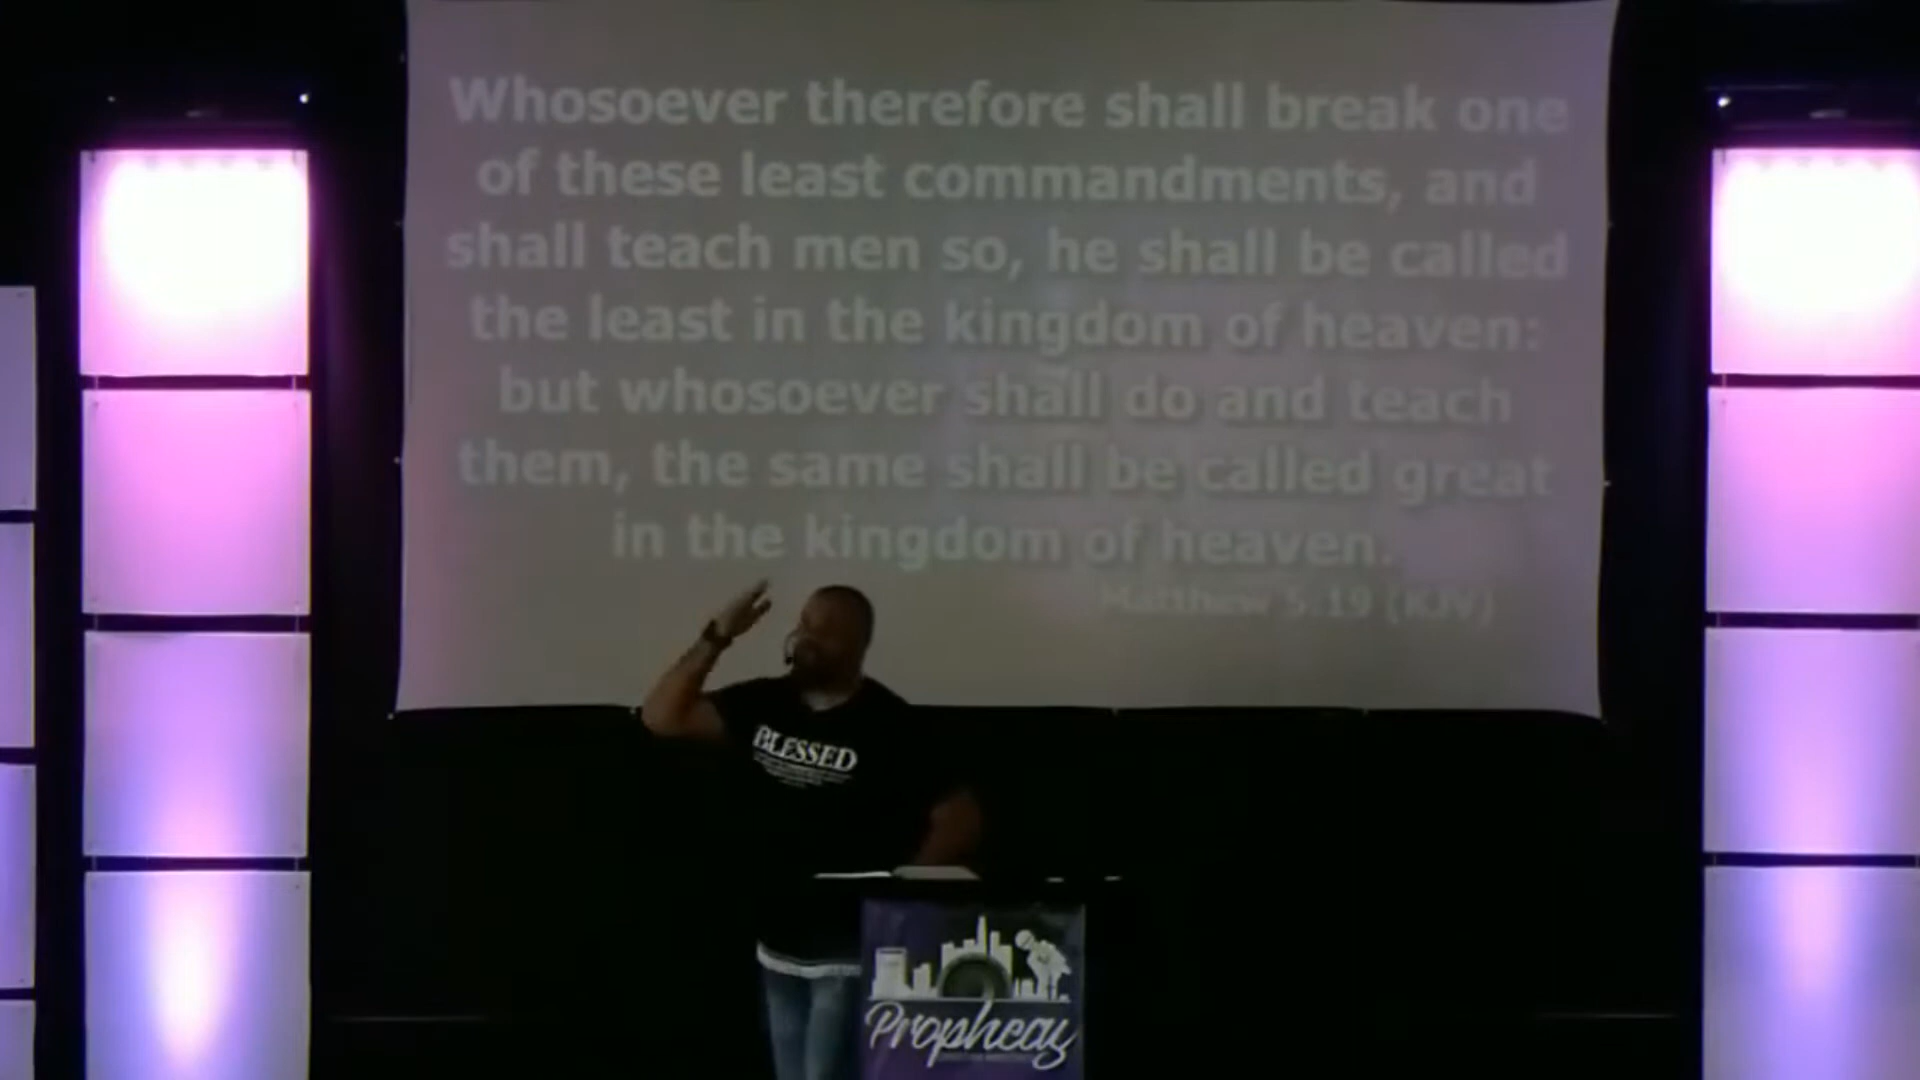 Whosoever therefore shall break one
of these least commandments, and
shall teach men so, he shall be called
the least in the kingdom of heaven:
but whosoever shall do and teach
them, the same shall be called great
in the kingdom of heaven.
Matthew 5:19 (KJV)
BLESSED
Prophecy